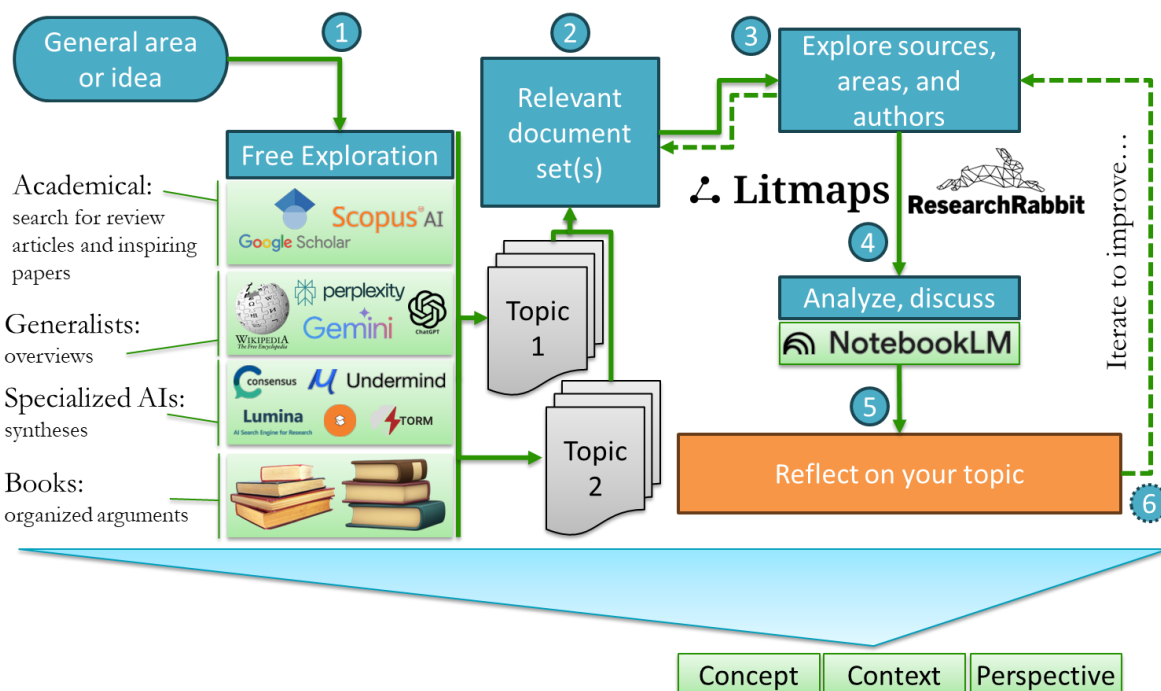 General area
or idea
1
Free Exploration
Academical:
search for review
articles and inspiring
papers
Scopus AI
Google Scholar
Generalists:
overviews
WIKIPEDIA
The Free Encyclopedia
perplexity
Gemini
ChatGPT
Specialized AIs:
syntheses
Consensus
Undermind
Lumina
AI Search Engine for Research
S
TORM
Books:
organized arguments
2
Relevant
document
set(s)
Topic
1
Topic
2
3
Explore sources,
areas, and
authors
Litmaps
ResearchRabbit
4
Analyze, discuss
NotebookLM
5
Reflect on your topic
6
Iterate to improve...
Concept
Context
Perspective